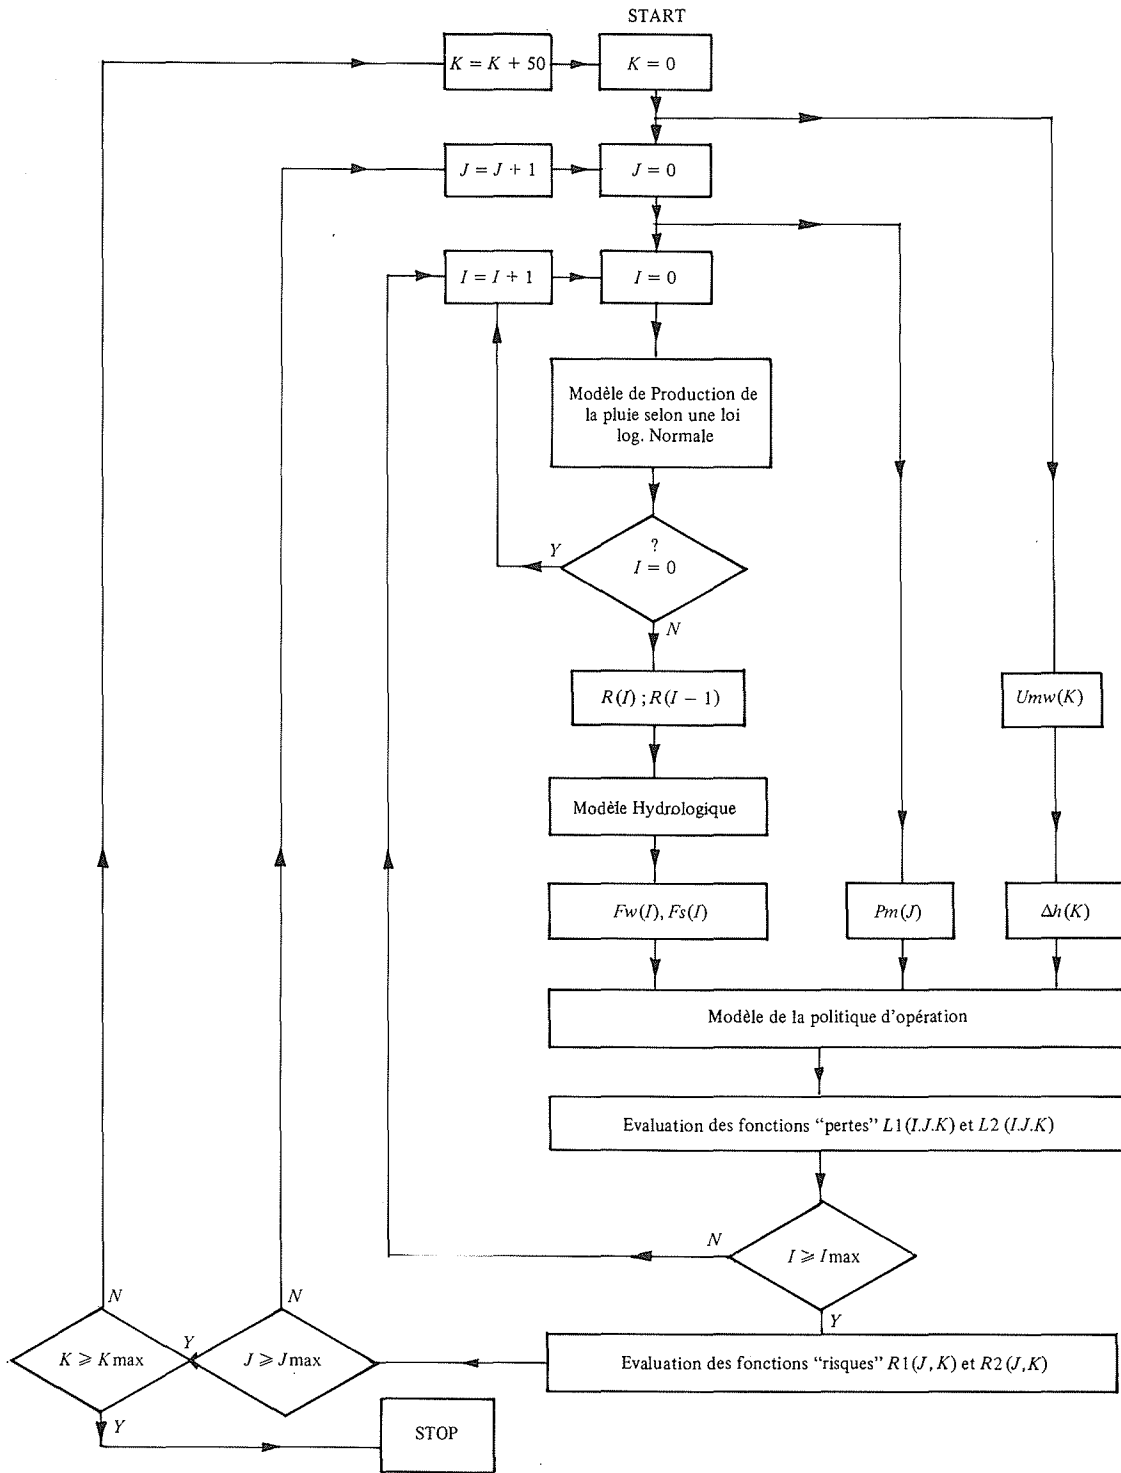 START
K = K + 50
K = 0
J = J + 1
J = 0
I = I + 1
I = 0
Modèle de Production de
la pluie selon une loi
log. Normale
?
I = 0
Y
N
R(I) ; R(I − 1)
Umw(K)
Modèle Hydrologique
Fw(I), Fs(I)
Pm(J)
Δh(K)
Modèle de la politique d'opération
Evaluation des fonctions “pertes” L1(I.J.K) et L2 (I.J.K)
N
I ⩾ Imax
Y
N
N
K ⩾ Kmax
Y
J ⩾ Jmax
Evaluation des fonctions “risques” R1(J, K) et R2(J,K)
Y
STOP